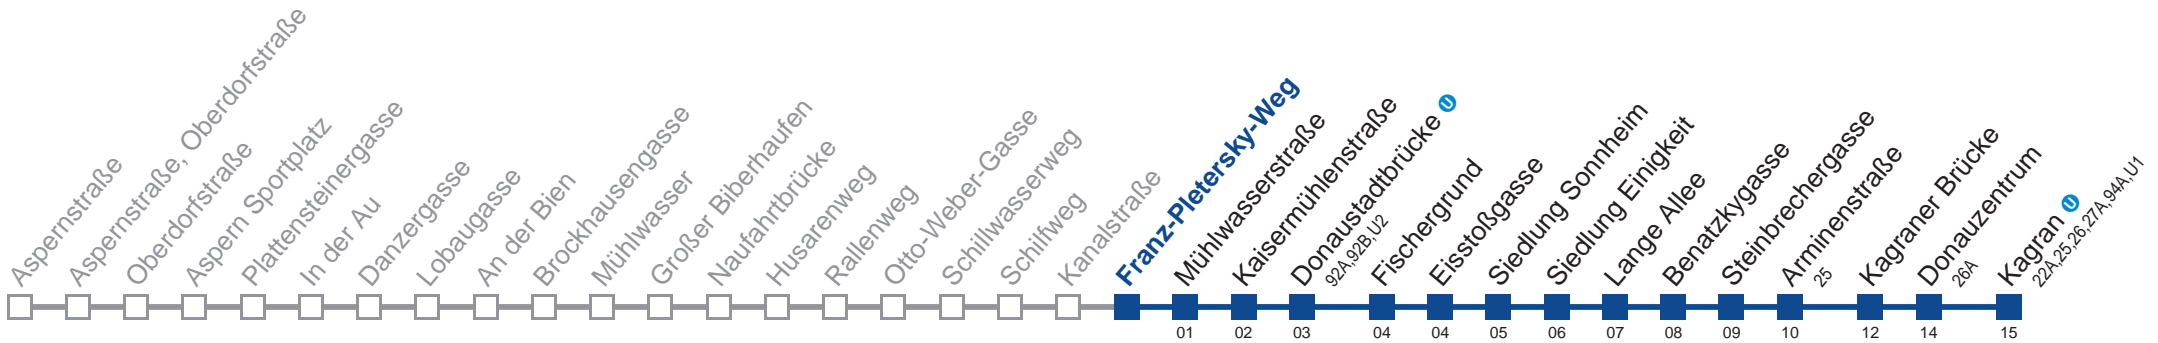 Aspernstraße
Aspernstraße, Oberdorfstraße
Oberdorfstraße
Aspern Sportplatz
Plattensteinergasse
In der Au
Danzergasse
Lobaugasse
An der Bien
Brockhausengasse
Mühlwasser
Großer Biberhaufen
Naufahrtbrücke
Husarenweg
Rallenweg
Otto-Weber-Gasse
Schillwasserweg
Schilfweg
Kanalstraße
Franz-Pletersky-Weg
Mühlwasserstraße
01
Kaisermühlenstraße
02
Donaustadtbrücke U
92A,92B,U2
03
Fischergrund
04
Eisstoßgasse
04
Siedlung Sonnheim
05
Siedlung Einigkeit
06
Lange Allee
07
Benatzkygasse
08
Steinbrechergasse
09
Arminenstraße
25
10
Kagraner Brücke
12
Donauzentrum
26A
14
Kagran U
22A,25,26,27A,94A,U1
15